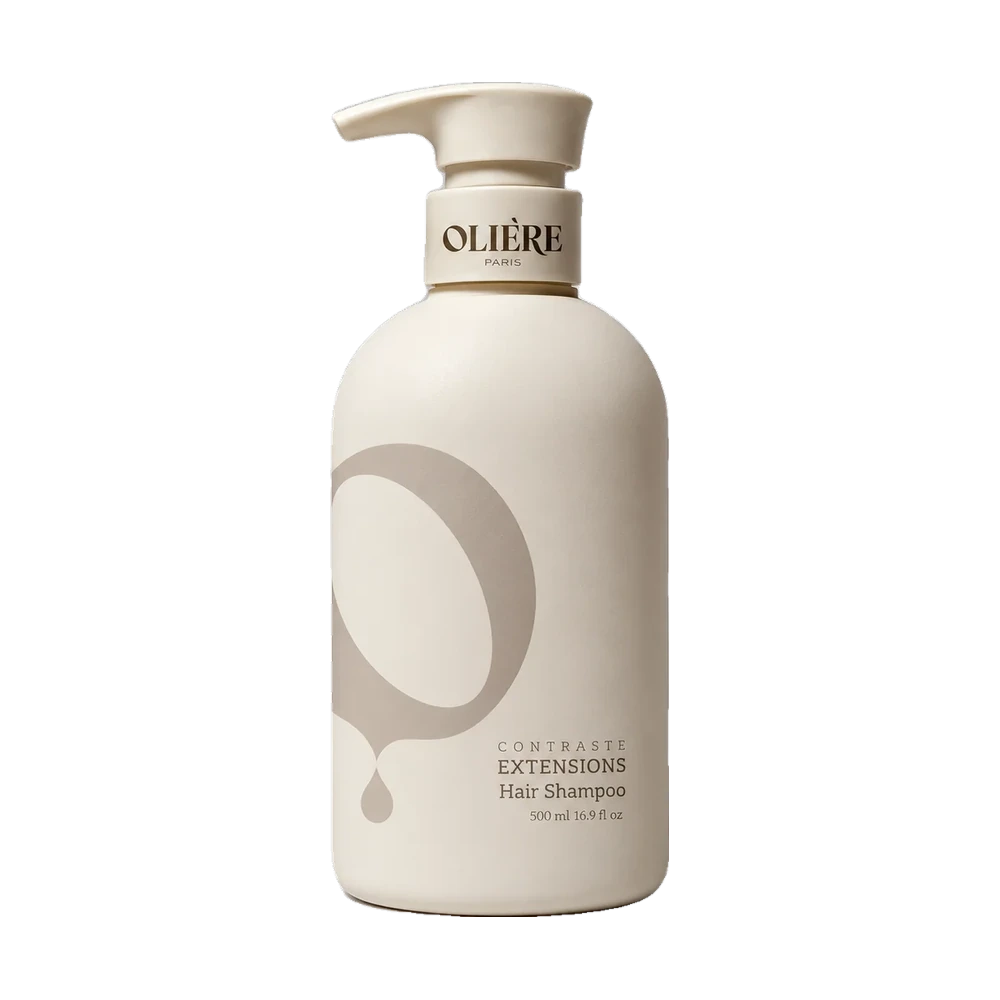 OLIÈRE
PARIS
CONTRASTE
EXTENSIONS
Hair Shampoo
500 ml 16.9 fl oz